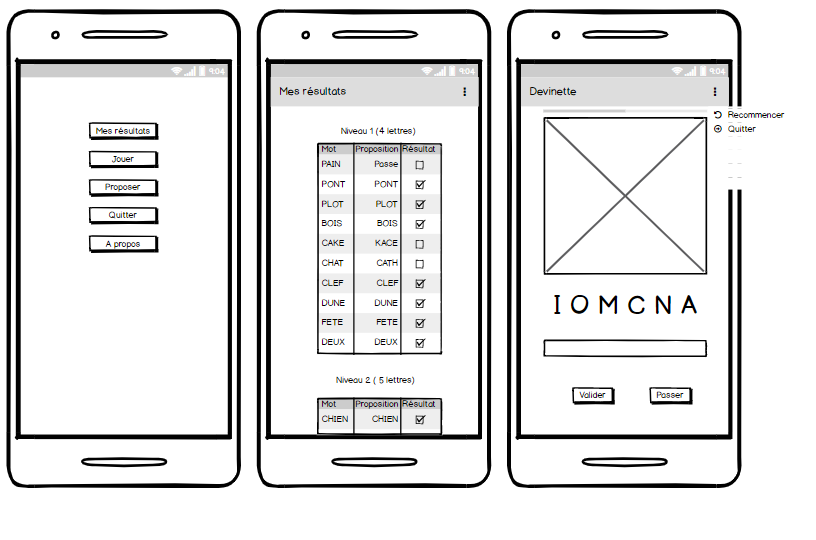 9:04
Mes résultats
Jouer
Proposer
Quitter
A propos
9:04
Mes résultats
Niveau 1 (4 lettres)
Mot Proposition Résultat
PAIN Passe
PONT PONT
PLOT PLOT
BOIS BOIS
CAKE KACE
CHAT CATH
CLEF CLEF
DUNE DUNE
FETE FETE
DEUX DEUX
Niveau 2 ( 5 lettres)
Mot Proposition Résultat
CHIEN CHIEN
9:04
Devinette
Recommencer
Quitter
IOMCNA
Valider Passer